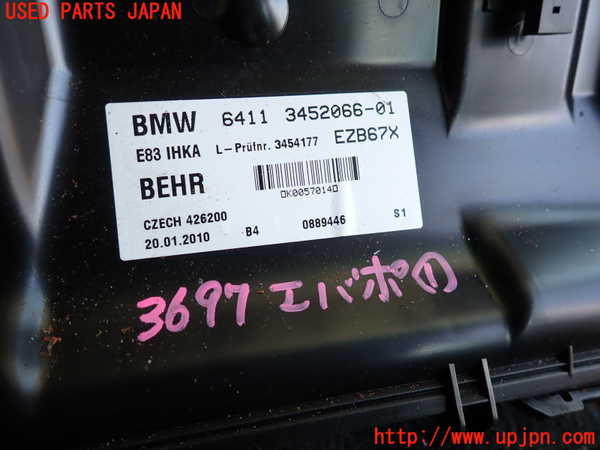 USED PARTS JAPAN
BMW 6411 3452066-01
E83 IHKA L-Prüfnr. 3454177 EZB67X
BEHR
□K0057014□
CZECH 426200
20.01.2010 B4 0889446 S1
3697 エバポ①
http://www.upjpn.com/